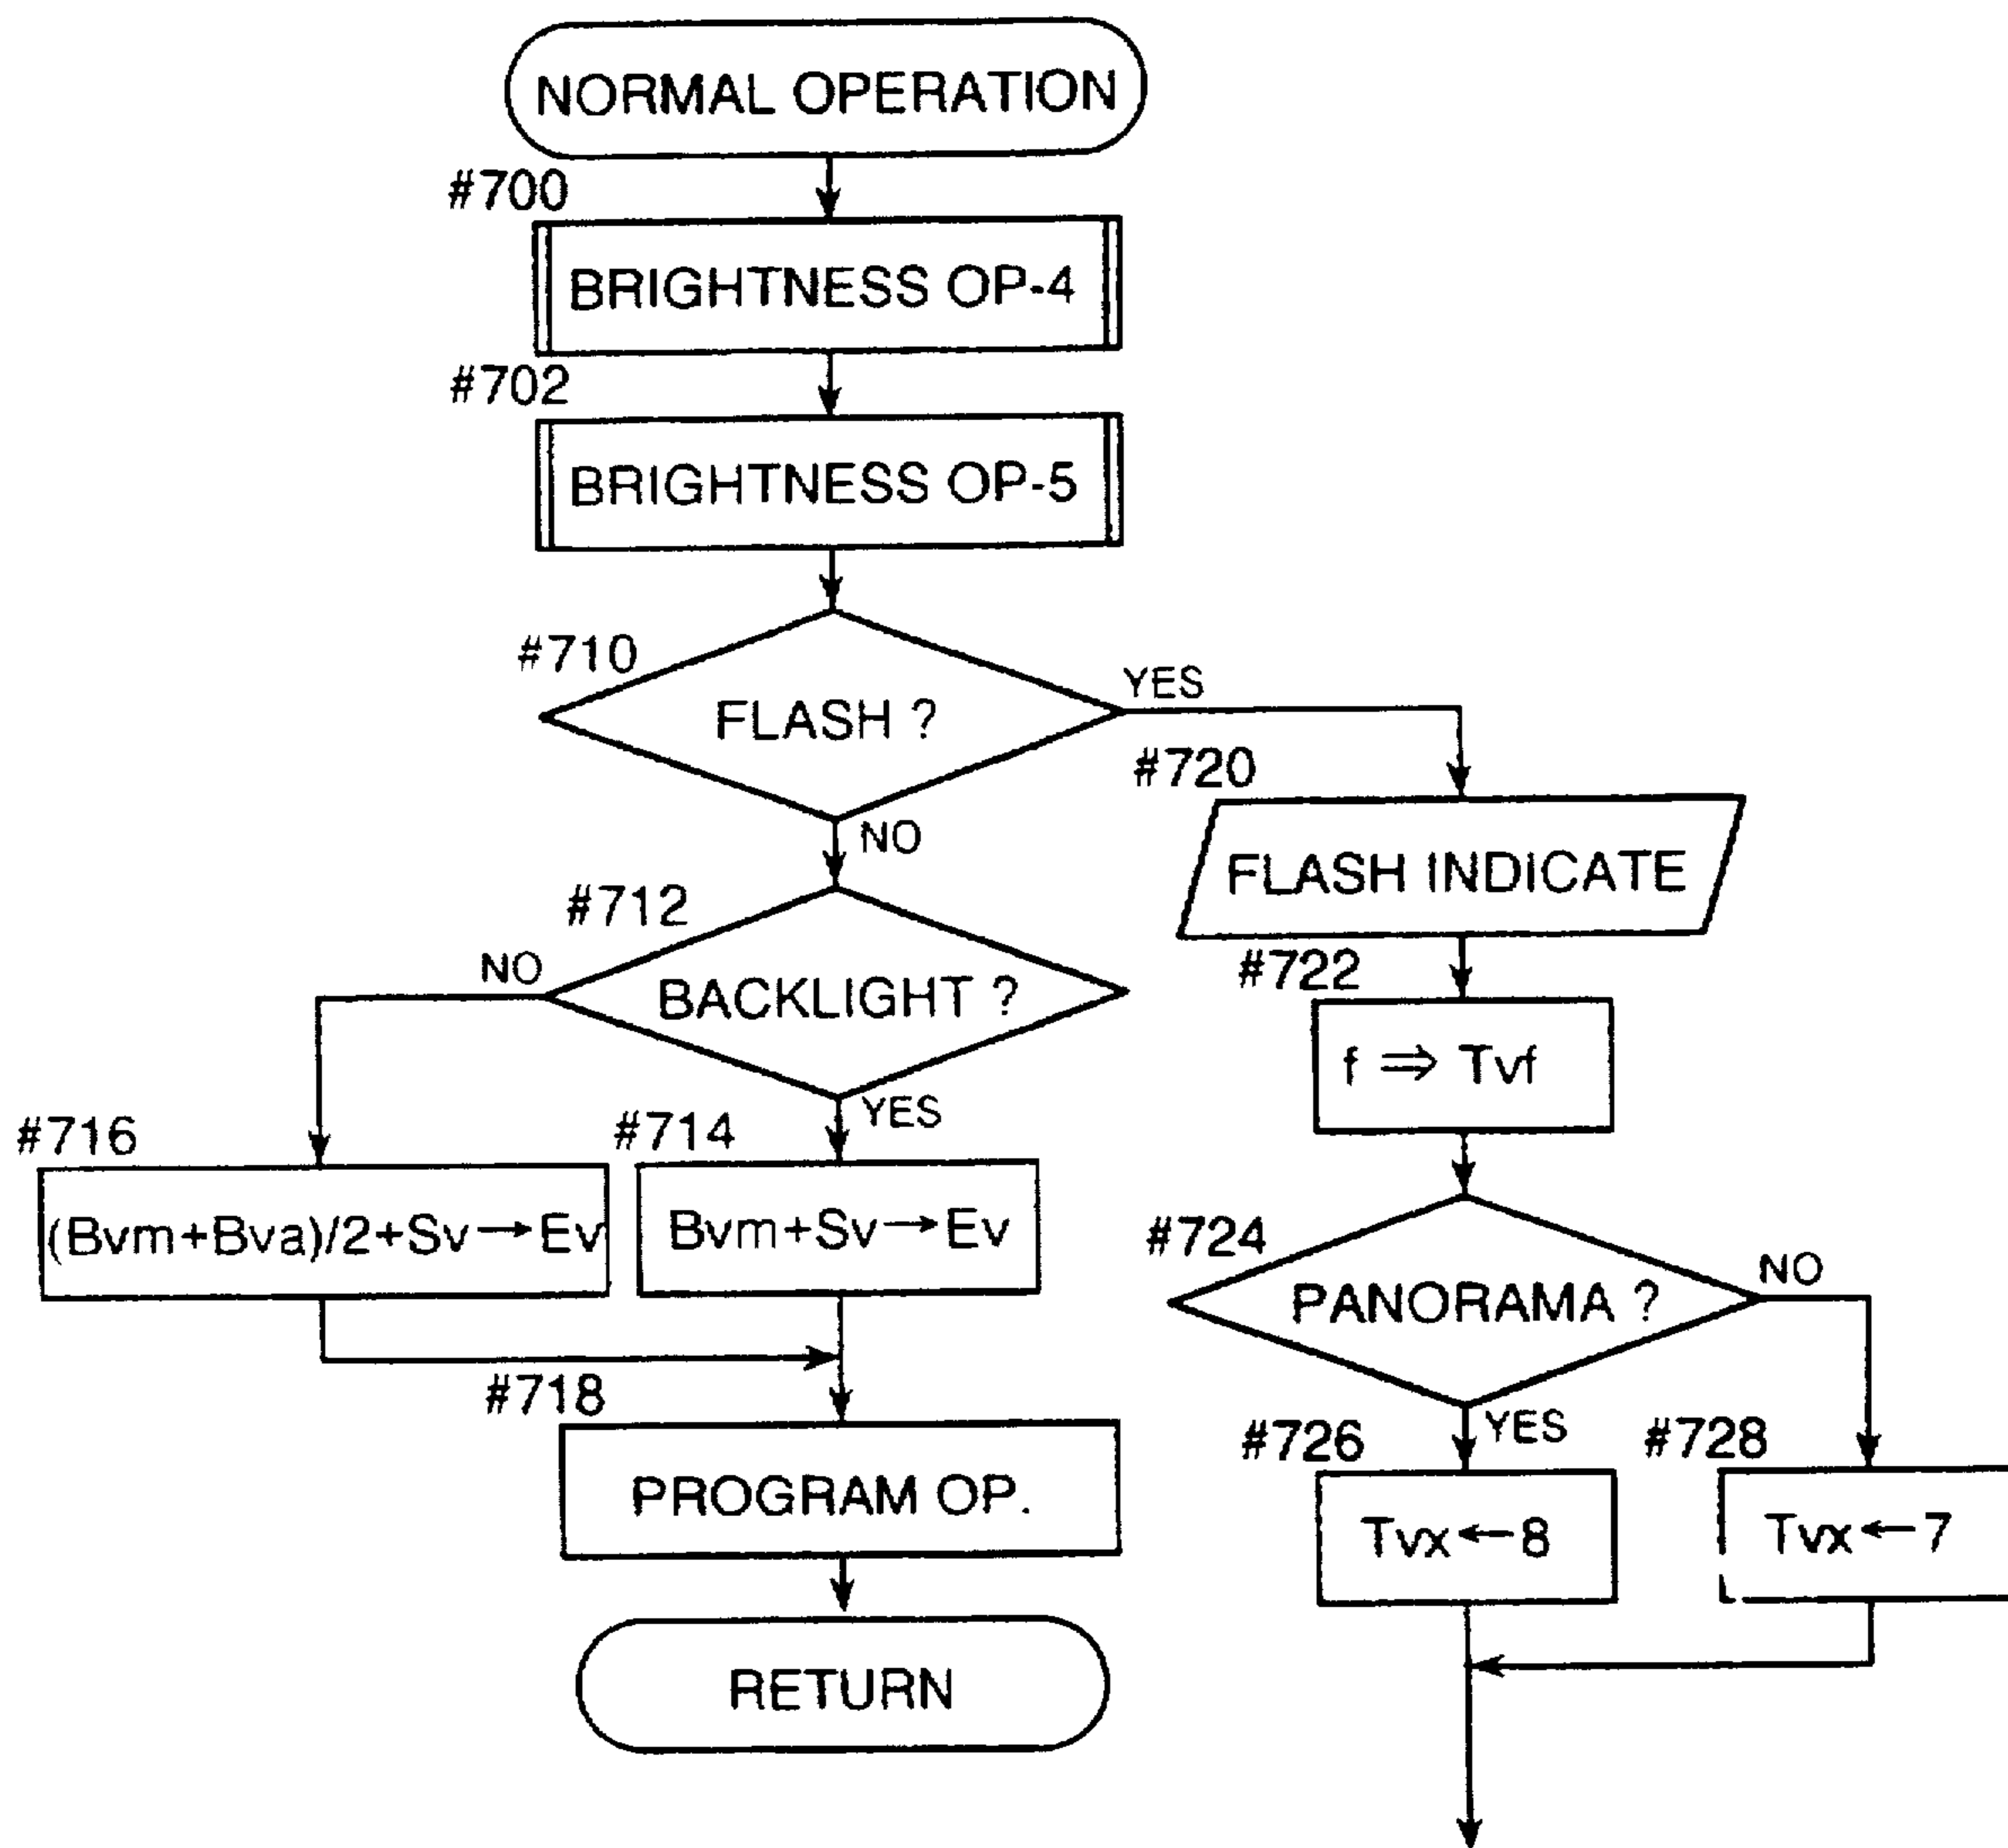 NORMAL OPERATION
#700
BRIGHTNESS OP-4
#702
BRIGHTNESS OP-5
#710
FLASH ?
YES
NO
#720
FLASH INDICATE
#712
BACKLIGHT ?
NO
YES
#722
f ⇒ Tvf
#716
(Bvm+Bva)/2+Sv→Ev
#714
Bvm+Sv→Ev
#724
PANORAMA ?
NO
YES
#718
PROGRAM OP.
#726
Tvx←8
#728
Tvx←7
RETURN